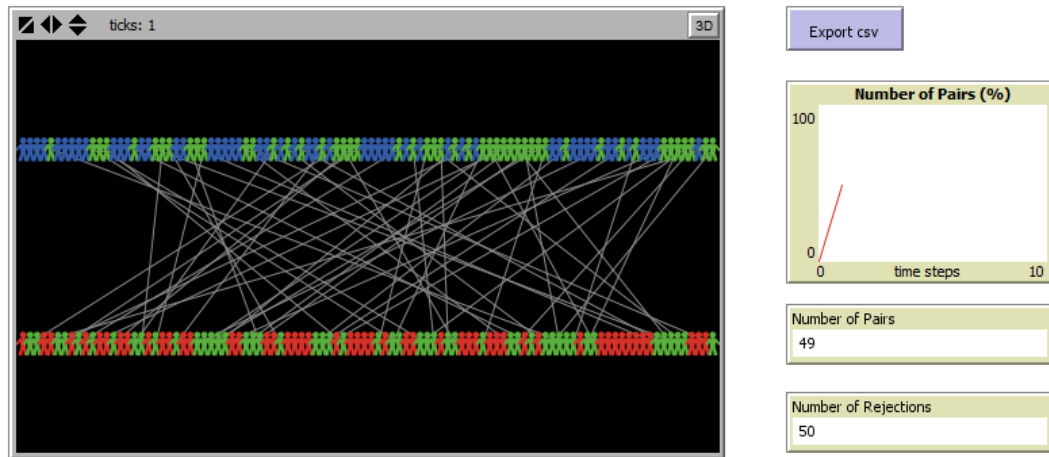 ticks: 1
3D
Export csv
Number of Pairs (%)
100
0
0
time steps
10
Number of Pairs
49
Number of Rejections
50